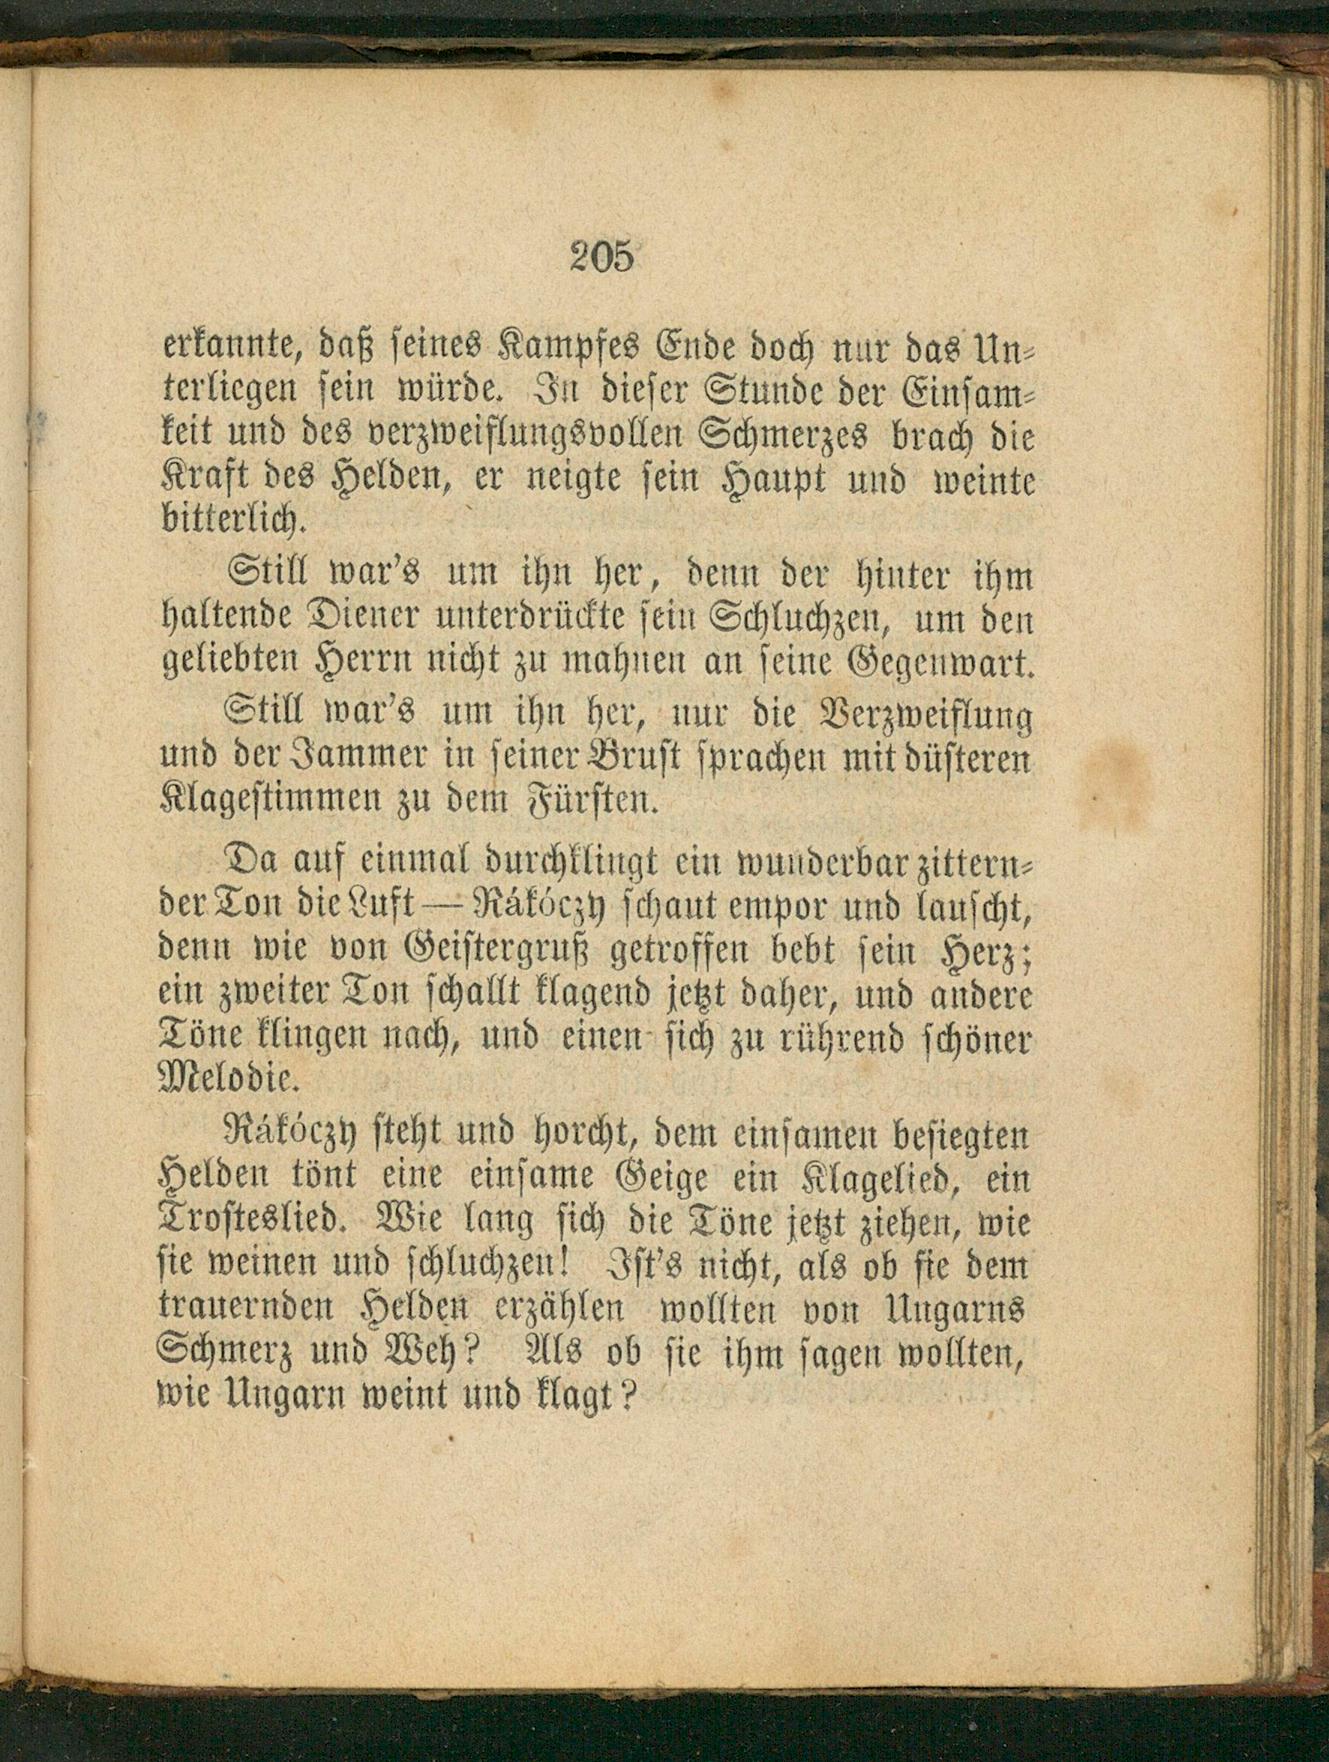 205
erkannte, daß seines Kampfes Ende doch nur das Un-
terliegen sein würde. In dieser Stunde der Einsam-
keit und des verzweiflungsvollen Schmerzes brach die
Kraft des Helden, er neigte sein Haupt und weinte
bitterlich.
Still war's um ihn her, denn der hinter ihm
haltende Diener unterdrückte sein Schluchzen, um den
geliebten Herrn nicht zu mahnen an seine Gegenwart.
Still war's um ihn her, nur die Verzweiflung
und der Jammer in seiner Brust sprachen mit düsteren
Klagestimmen zu dem Fürsten.
Da auf einmal durchklingt ein wunderbar zittern-
der Ton die Luft — Rákóczy schaut empor und lauscht,
denn wie von Geistergruß getroffen bebt sein Herz;
ein zweiter Ton schallt klagend jetzt daher, und andere
Töne klingen nach, und einen sich zu rührend schöner
Melodie.
Rákóczy steht und horcht, dem einsamen besiegten
Helden tönt eine einsame Geige ein Klagelied, ein
Trosteslied. Wie lang sich die Töne jetzt ziehen, wie
sie weinen und schluchzen! Ist's nicht, als ob sie dem
trauernden Helden erzählen wollten von Ungarns
Schmerz und Weh? Als ob sie ihm sagen wollten,
wie Ungarn weint und klagt?